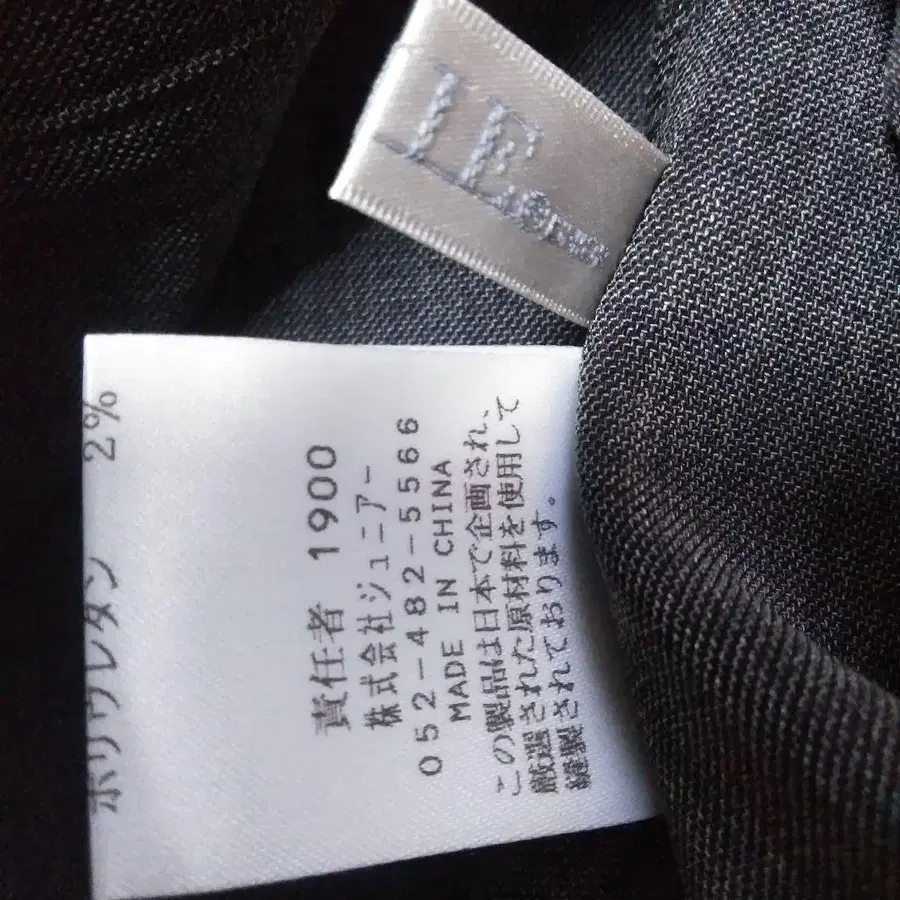 ポリウレタン 2%
責任者 1900
株式会社ジュニアー
052-482-5566
MADE IN CHINA
この製品は日本で企画され、
厳選された原材料を使用して
縫製されております。